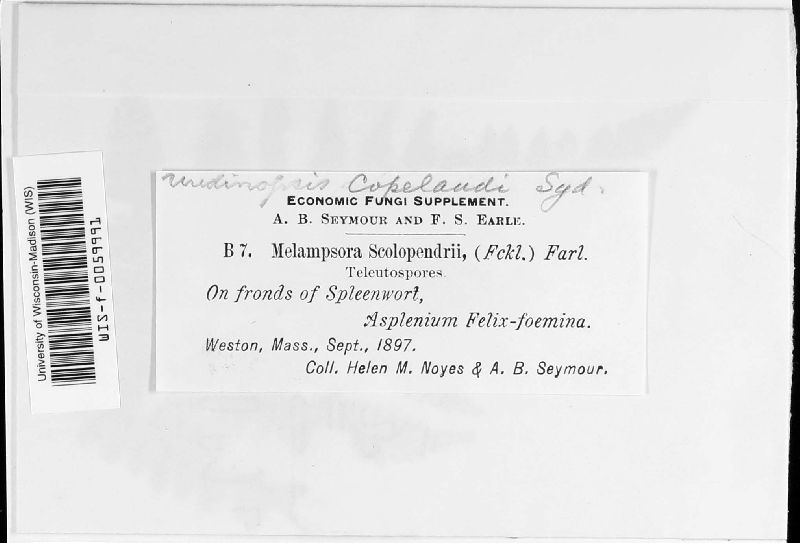 Uredinopsis Copelandi Syd.
ECONOMIC FUNGI SUPPLEMENT.
A. B. SEYMOUR AND F. S. EARLE.
B 7. Melampsora Scolopendrii, (Fckl.) Farl.
Teleutospores.
On fronds of Spleenwort,
Asplenium Felix-foemina.
Weston, Mass., Sept., 1897.
Coll. Helen M. Noyes & A. B. Seymour.
University of Wisconsin-Madison (WIS)
WIS-f-0059991